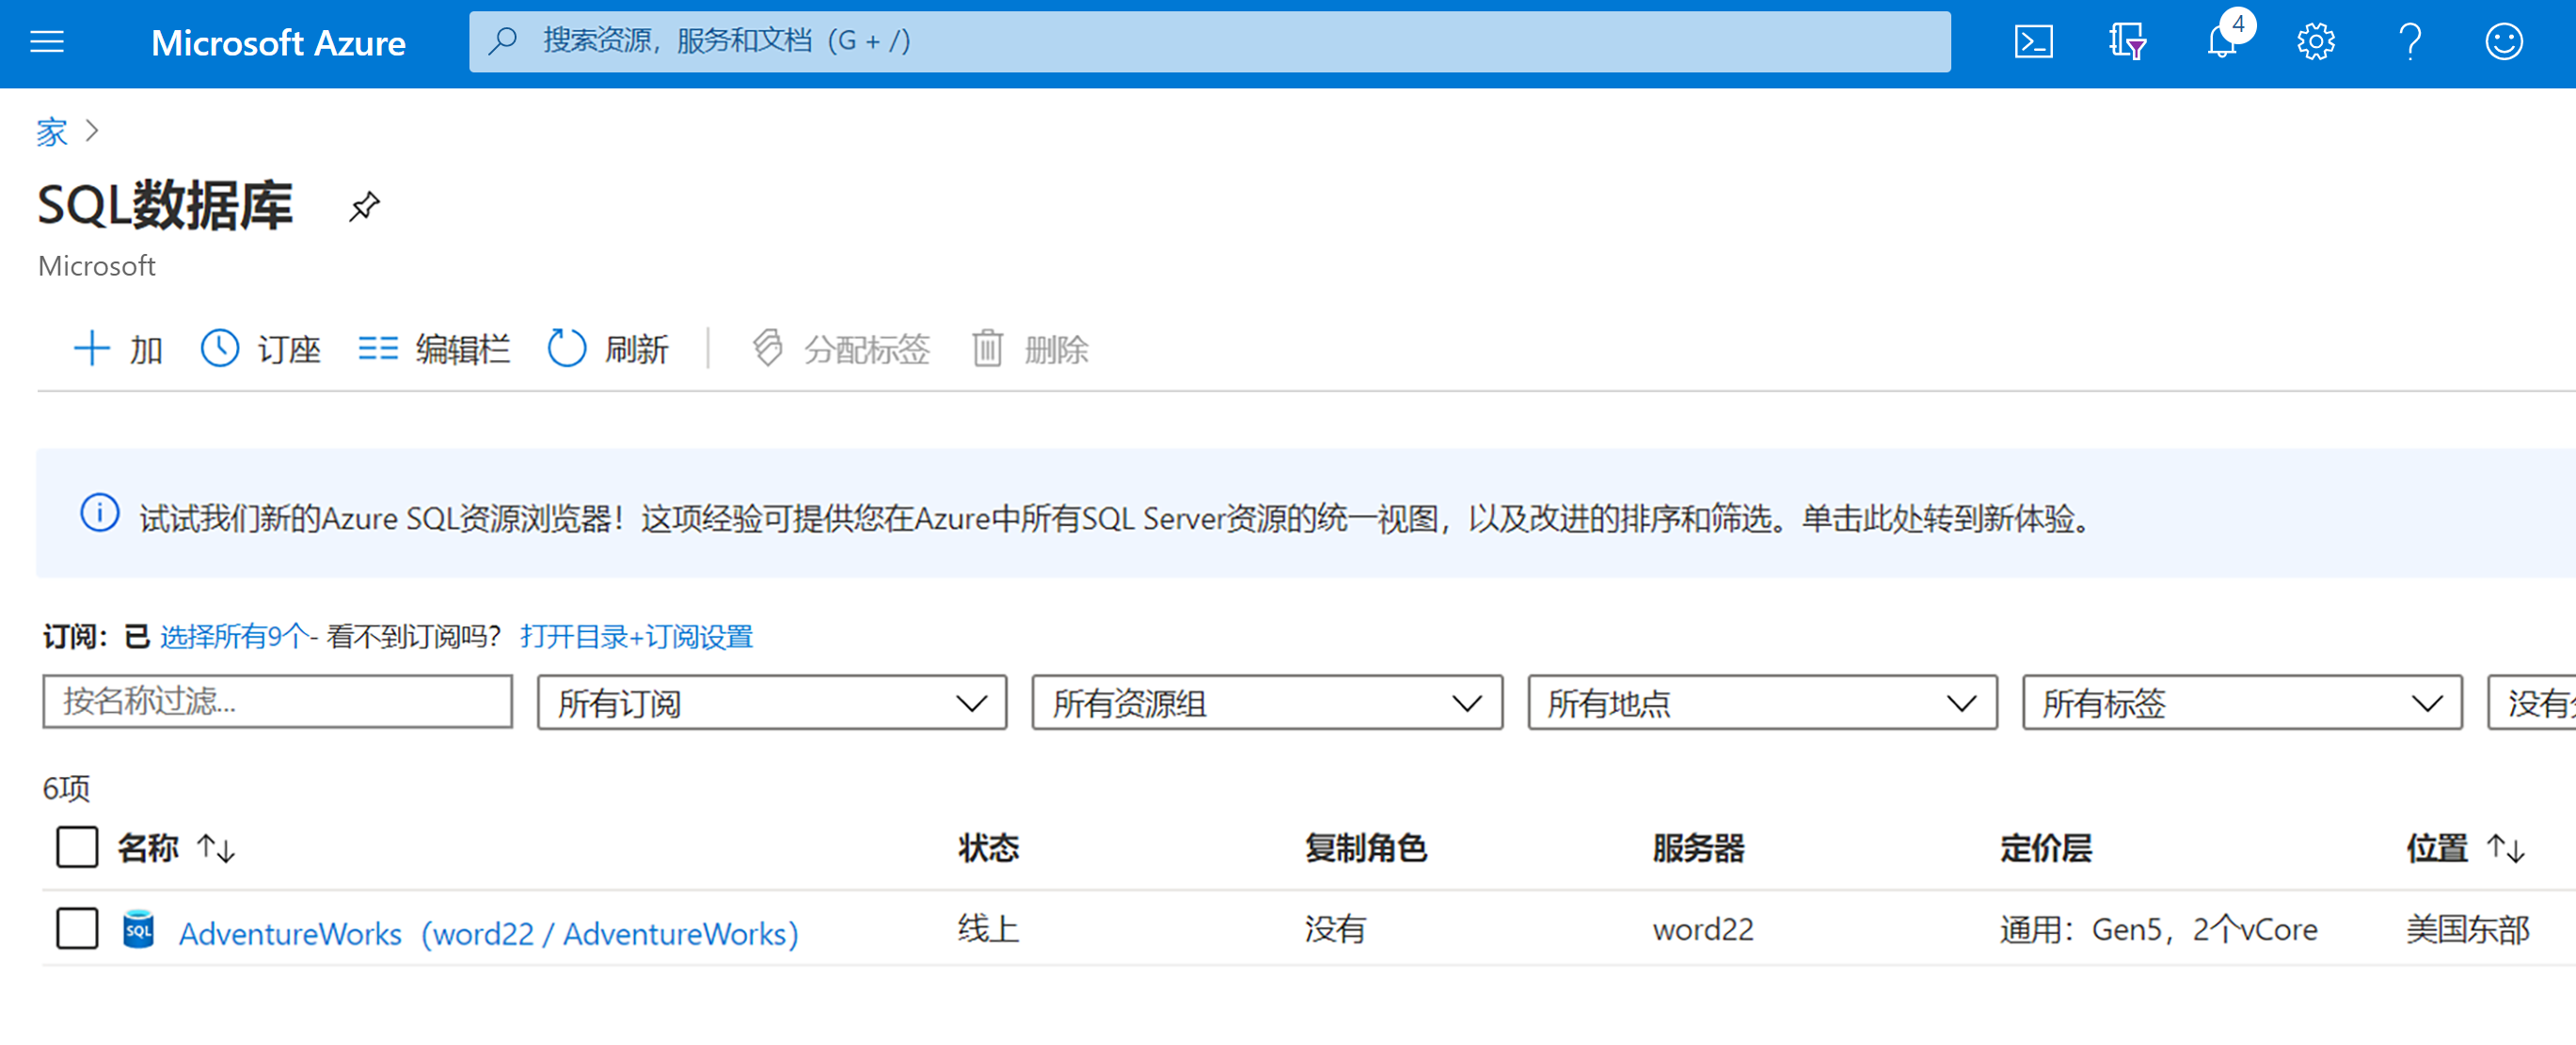 Microsoft Azure
搜索资源，服务和文档（G + /）
4
家
SQL数据库
Microsoft
加 订座 编辑栏 刷新 分配标签 删除
试试我们新的Azure SQL资源浏览器！这项经验可提供您在Azure中所有SQL Server资源的统一视图，以及改进的排序和筛选。单击此处转到新体验。
订阅：已 选择所有9个- 看不到订阅吗？ 打开目录+订阅设置
按名称过滤... 所有订阅 所有资源组 所有地点 所有标签 没有
6项
名称 ↑↓ 状态 复制角色 服务器 定价层 位置 ↑↓
SQL AdventureWorks（word22 / AdventureWorks） 线上 没有 word22 通用：Gen5，2个vCore 美国东部